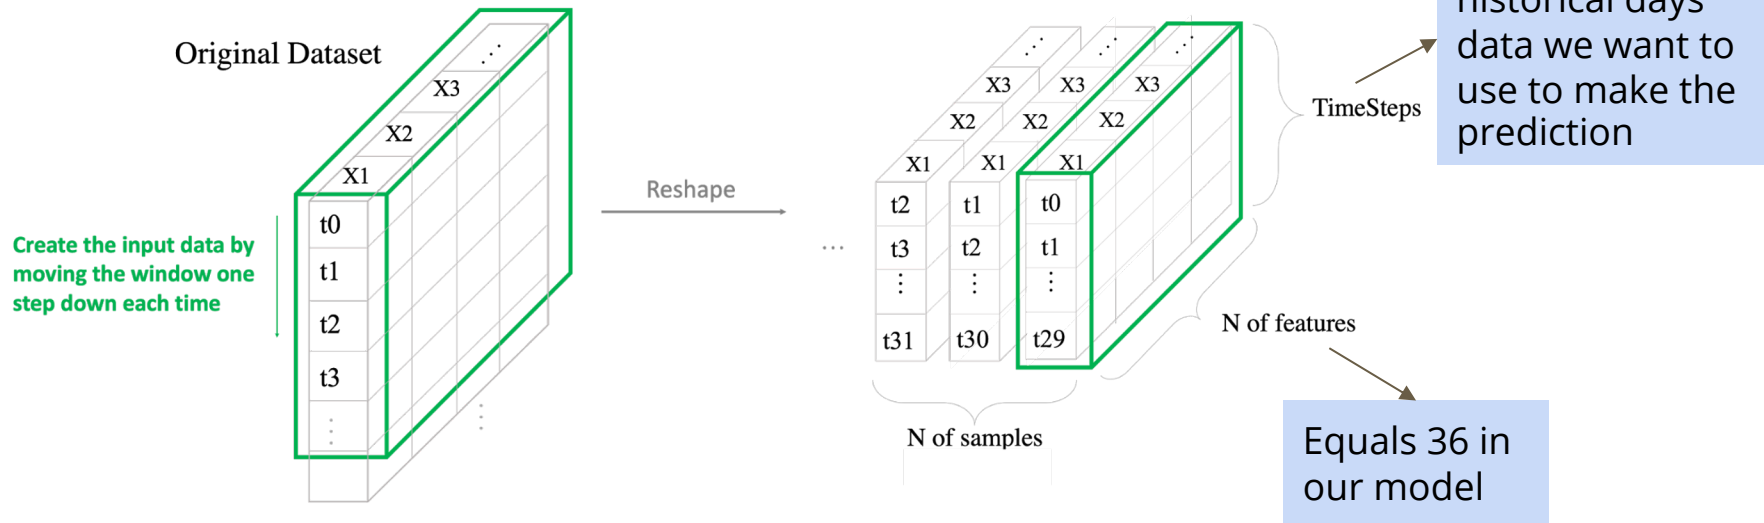 Original Dataset
X3
X2
X1
t0
t1
t2
t3
Create the input data by
moving the window one
step down each time
Reshape
...
X3
X2
X1
t2
t3
t31
X3
X2
X1
t1
t2
t30
X3
X2
X1
t0
t1
t29
N of samples
TimeSteps
N of features
historical days
data we want to
use to make the
prediction
Equals 36 in
our model